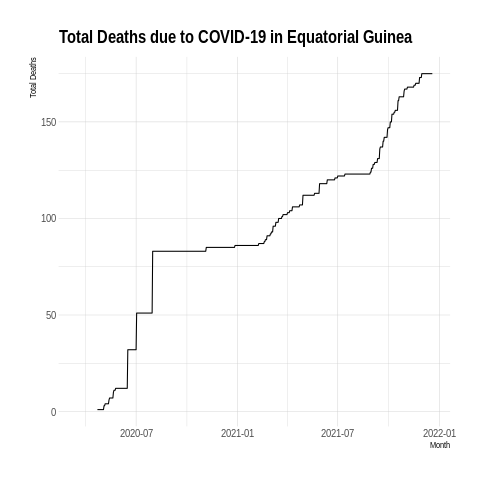 Total Deaths due to COVID-19 in Equatorial Guinea
Total Deaths
150
100
50
0
2020-07 2021-01 2021-07 2022-01
Month